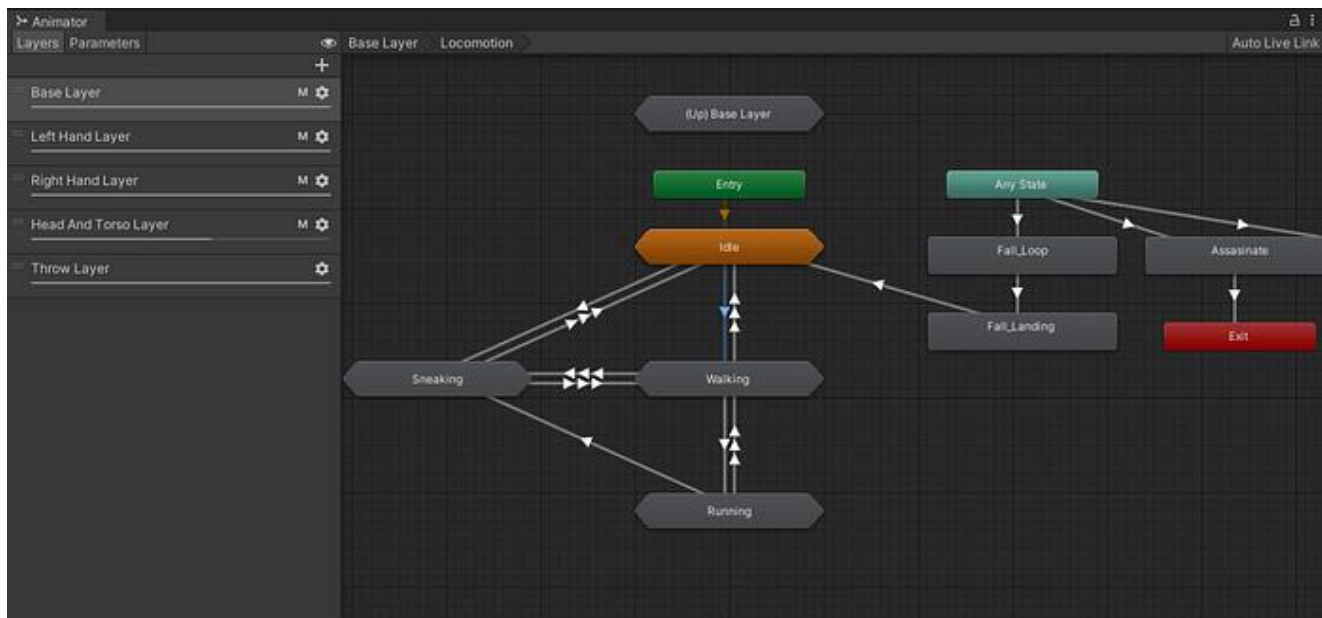 Animator
Layers Parameters
Base Layer Locomotion
Auto Live Link
Base Layer M
Left Hand Layer M
Right Hand Layer M
Head And Torso Layer M
Throw Layer
(Up) Base Layer
Entry
Any State
Idle
Fall_Loop
Assasinate
Fall_Landing
Exit
Sneaking
Walking
Running